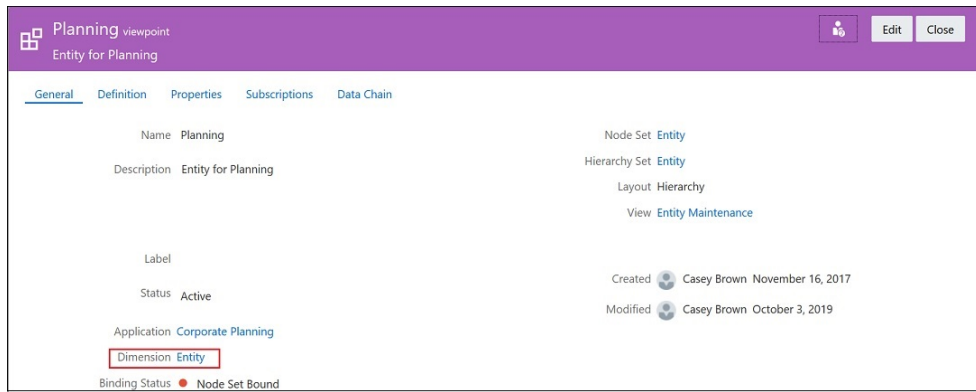 Planning viewpoint
Entity for Planning
Edit
Close
General Definition Properties Subscriptions Data Chain
Name Planning
Description Entity for Planning
Label
Status Active
Application Corporate Planning
Dimension Entity
Binding Status Node Set Bound
Node Set Entity
Hierarchy Set Entity
Layout Hierarchy
View Entity Maintenance
Created Casey Brown November 16, 2017
Modified Casey Brown October 3, 2019